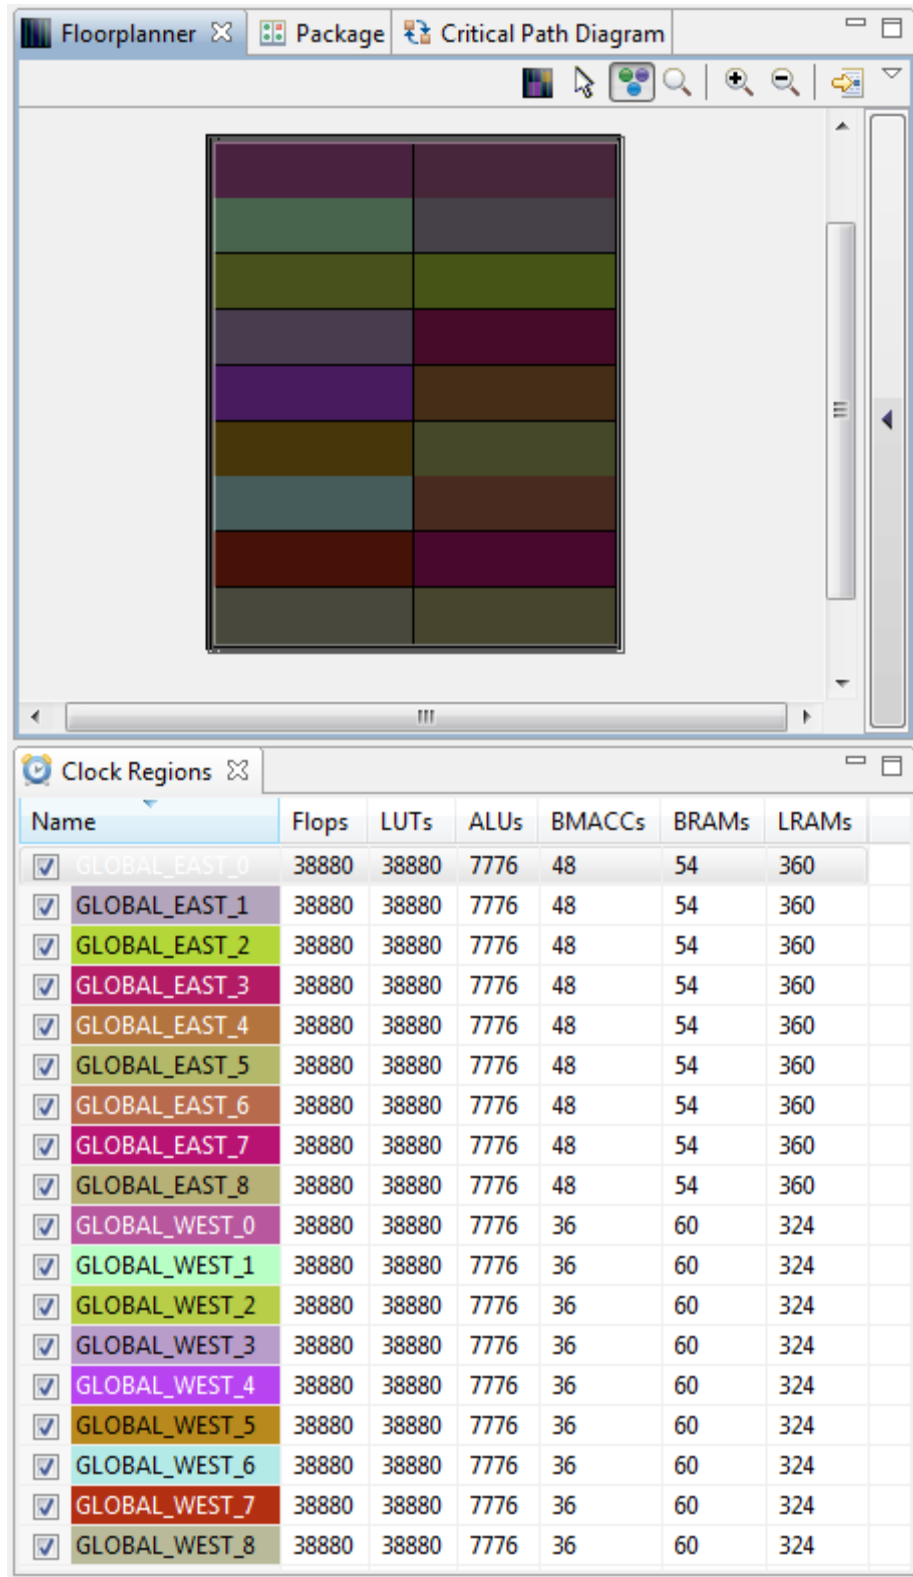 Floorplanner Package Critical Path Diagram
Clock Regions
Name Flops LUTs ALUs BMACCs BRAMs LRAMs
GLOBAL_EAST_0 38880 38880 7776 48 54 360
GLOBAL_EAST_1 38880 38880 7776 48 54 360
GLOBAL_EAST_2 38880 38880 7776 48 54 360
GLOBAL_EAST_3 38880 38880 7776 48 54 360
GLOBAL_EAST_4 38880 38880 7776 48 54 360
GLOBAL_EAST_5 38880 38880 7776 48 54 360
GLOBAL_EAST_6 38880 38880 7776 48 54 360
GLOBAL_EAST_7 38880 38880 7776 48 54 360
GLOBAL_EAST_8 38880 38880 7776 48 54 360
GLOBAL_WEST_0 38880 38880 7776 36 60 324
GLOBAL_WEST_1 38880 38880 7776 36 60 324
GLOBAL_WEST_2 38880 38880 7776 36 60 324
GLOBAL_WEST_3 38880 38880 7776 36 60 324
GLOBAL_WEST_4 38880 38880 7776 36 60 324
GLOBAL_WEST_5 38880 38880 7776 36 60 324
GLOBAL_WEST_6 38880 38880 7776 36 60 324
GLOBAL_WEST_7 38880 38880 7776 36 60 324
GLOBAL_WEST_8 38880 38880 7776 36 60 324